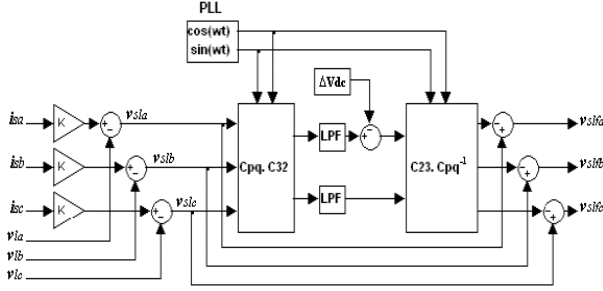 PLL
cos(wt)
sin(wt)
ΔVdc
isa
K
+
-
vsla
LPF
-
+
-
vslfa
isb
K
+
-
vslb
Cpq. C32
C23. Cpq⁻¹
-
+
vslfb
isc
K
+
-
vslc
LPF
-
+
vslfc
vla
vlb
vlc